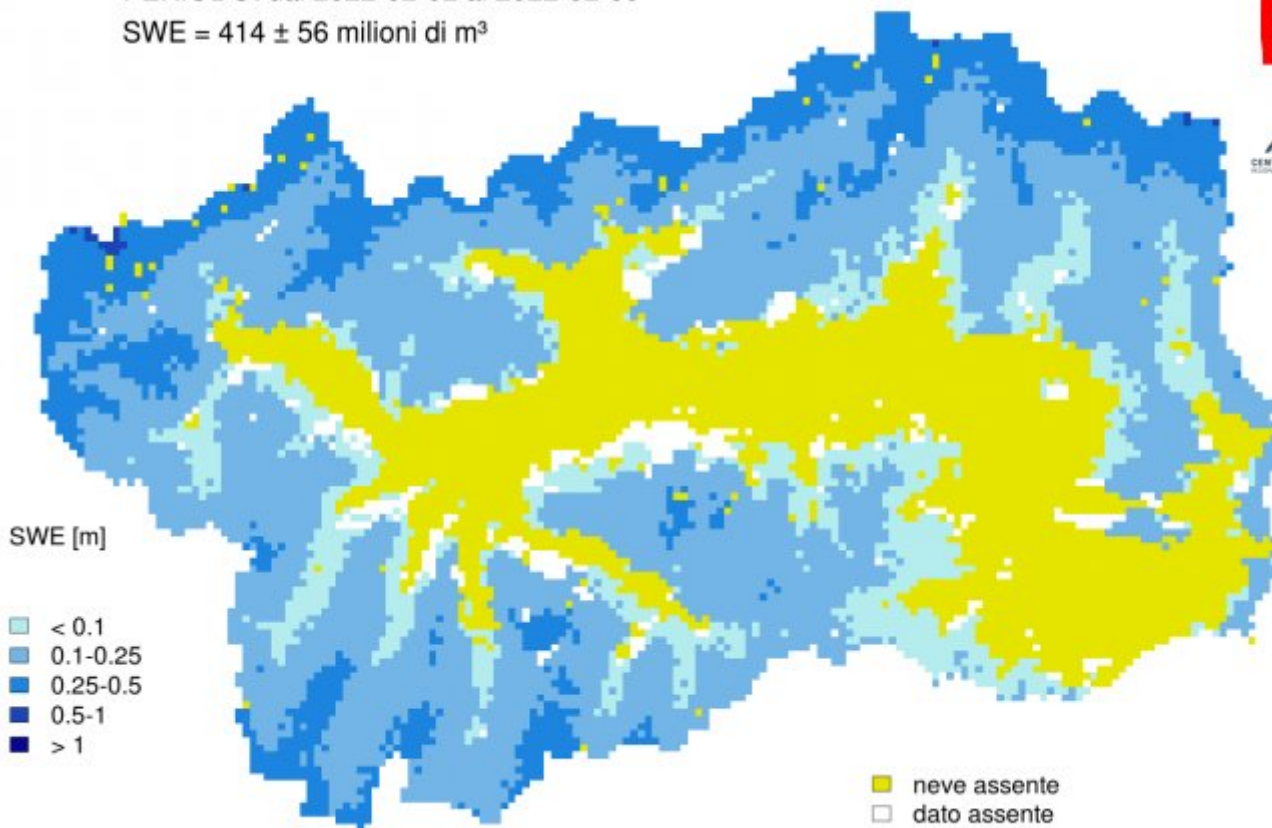 SWE = 414 ± 56 milioni di m³
SWE [m]
< 0.1
0.1-0.25
0.25-0.5
0.5-1
> 1
neve assente
dato assente